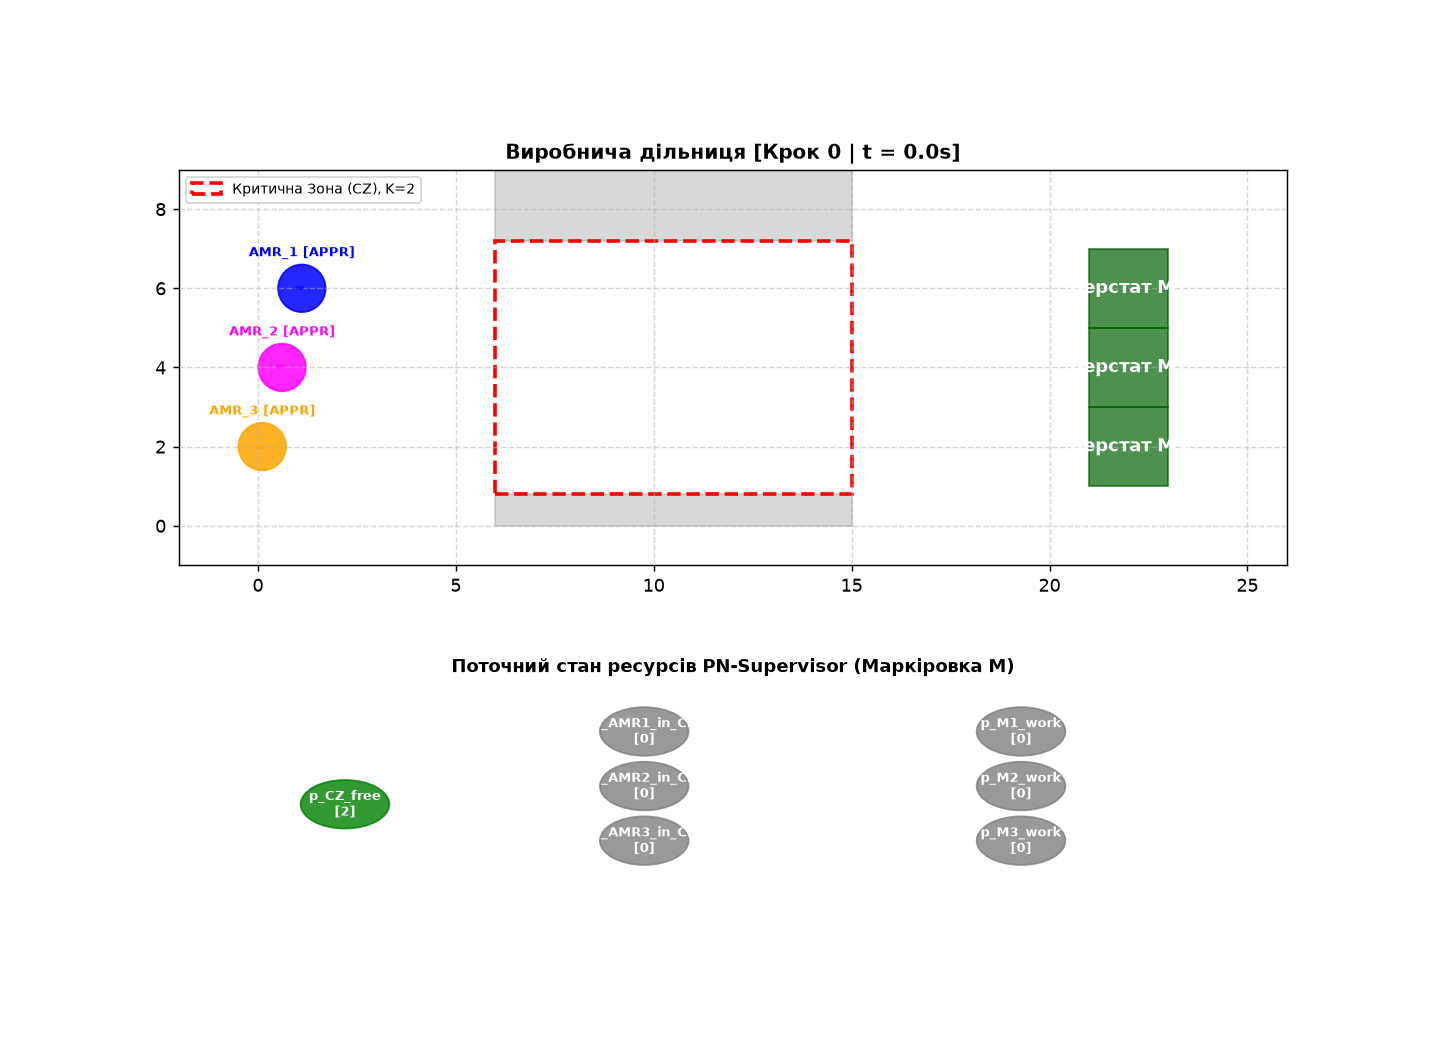 Виробнича дільниця [Крок 0 | t = 0.0s]
Критична Зона (CZ), K=2
8
6
4
2
0
AMR_1 [APPR]
AMR_2 [APPR]
AMR_3 [APPR]
ерстат М
ерстат М
ерстат М
0
5
10
15
20
25
Поточний стан ресурсів PN-Supervisor (Маркіровка М)
p_CZ_free
[2]
_AMR1_in_C
[0]
_AMR2_in_C
[0]
_AMR3_in_C
[0]
p_M1_work
[0]
p_M2_work
[0]
p_M3_work
[0]